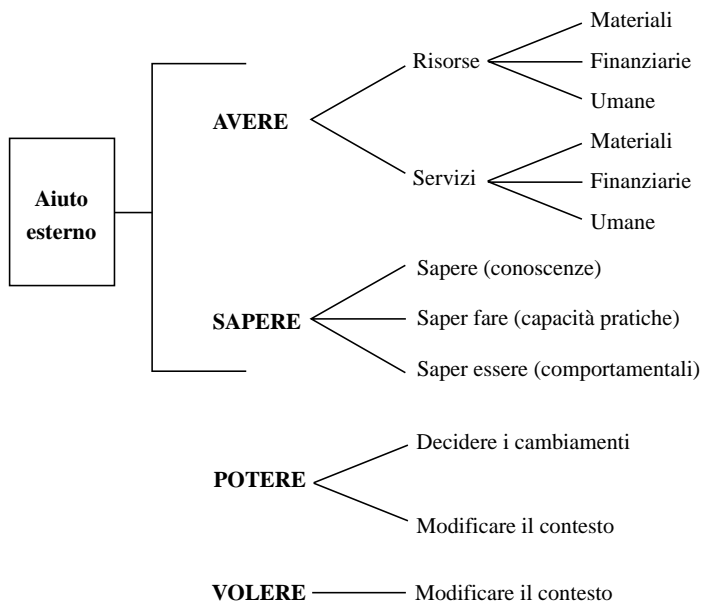 Aiuto
esterno
AVERE
Risorse
Materiali
Finanziarie
Umane
Servizi
Materiali
Finanziarie
Umane
SAPERE
Sapere (conoscenze)
Saper fare (capacità pratiche)
Saper essere (comportamentali)
POTERE
Decidere i cambiamenti
Modificare il contesto
VOLERE
Modificare il contesto